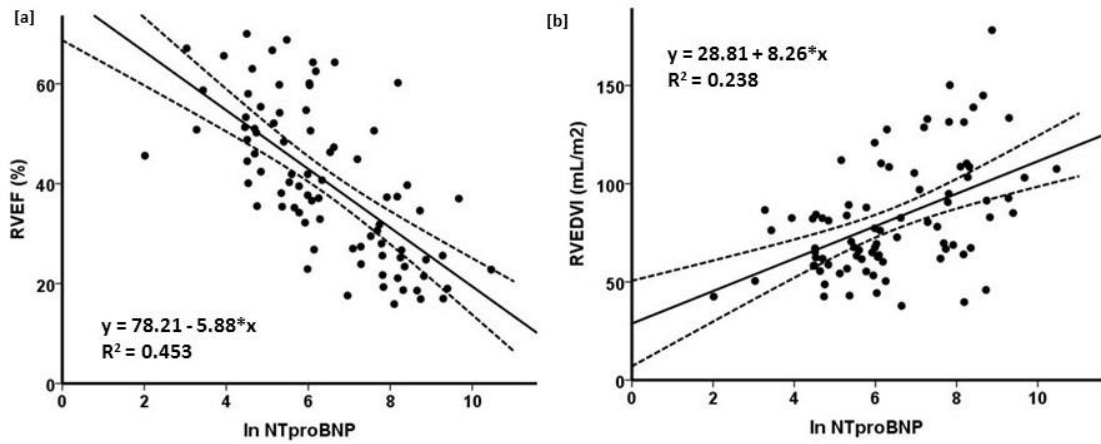 [a]
RVEF (%)
60
40
20
0
y = 78.21 - 5.88*x
R² = 0.453
0 2 4 6 8 10
ln NTproBNP
[b]
RVEDVI (mL/m2)
150
100
50
0
y = 28.81 + 8.26*x
R² = 0.238
0 2 4 6 8 10
ln NTproBNP